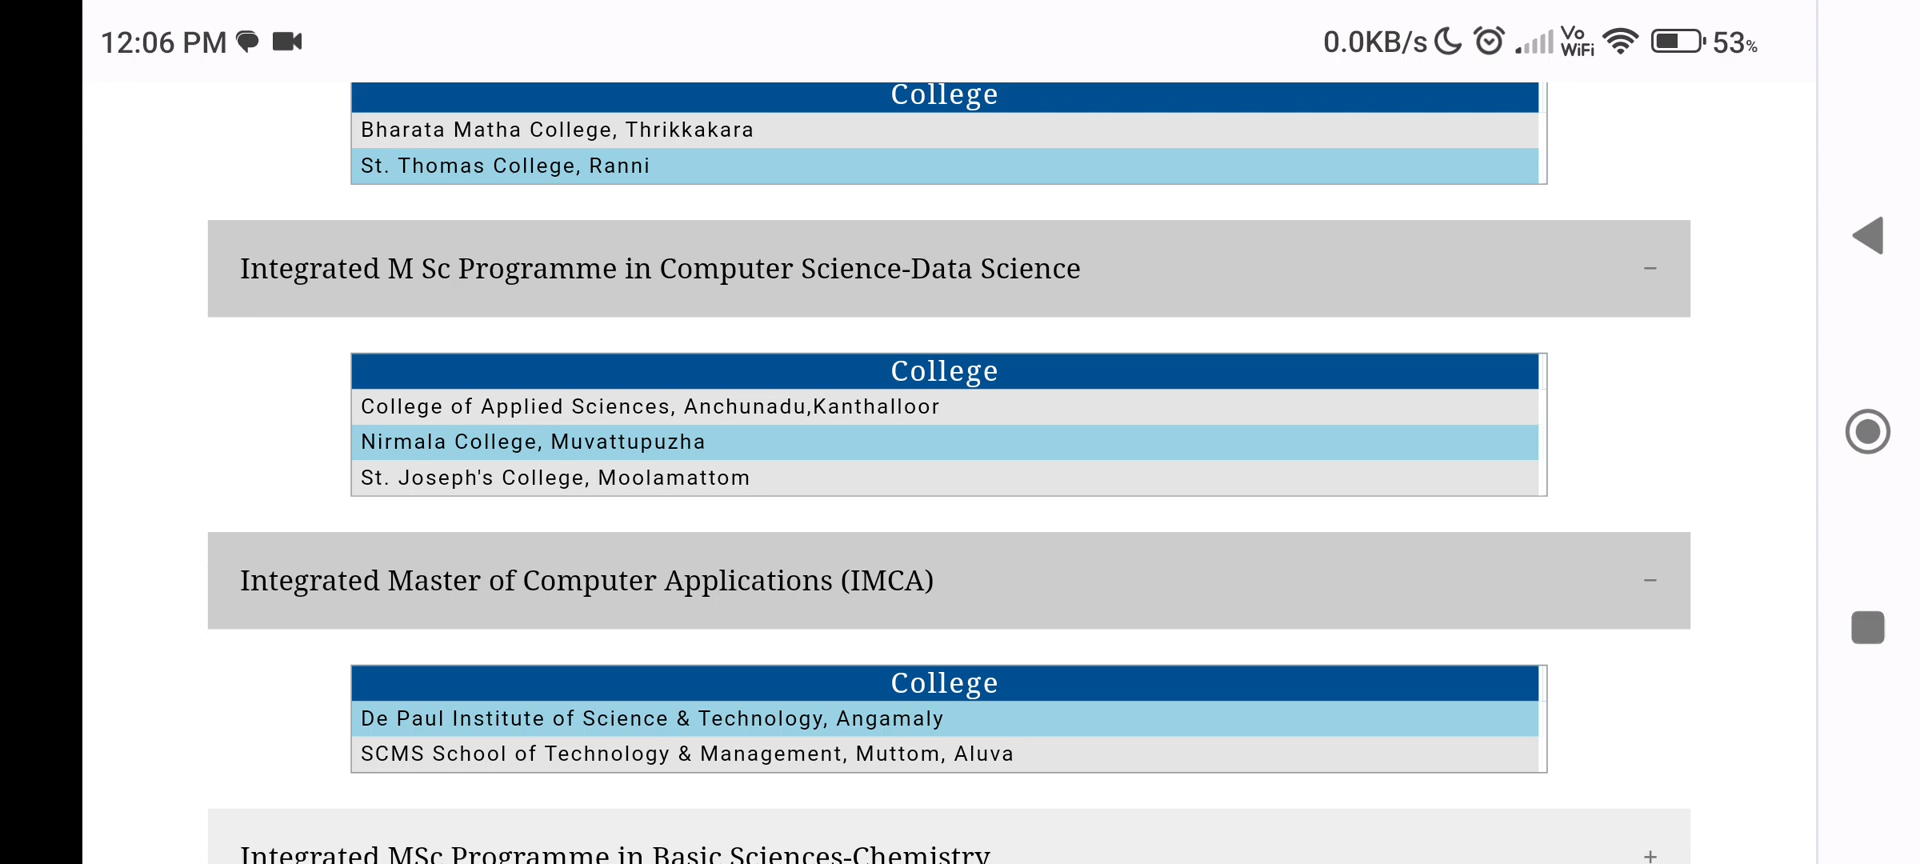 12:06 PM
0.0KB/s Vo WiFi 53%
College
Bharata Matha College, Thrikkakara
St. Thomas College, Ranni
Integrated M Sc Programme in Computer Science-Data Science
College
College of Applied Sciences, Anchunadu,Kanthalloor
Nirmala College, Muvattupuzha
St. Joseph's College, Moolamattom
Integrated Master of Computer Applications (IMCA)
College
De Paul Institute of Science & Technology, Angamaly
SCMS School of Technology & Management, Muttom, Aluva
Integrated MSc Programme in Basic Sciences-Chemistry